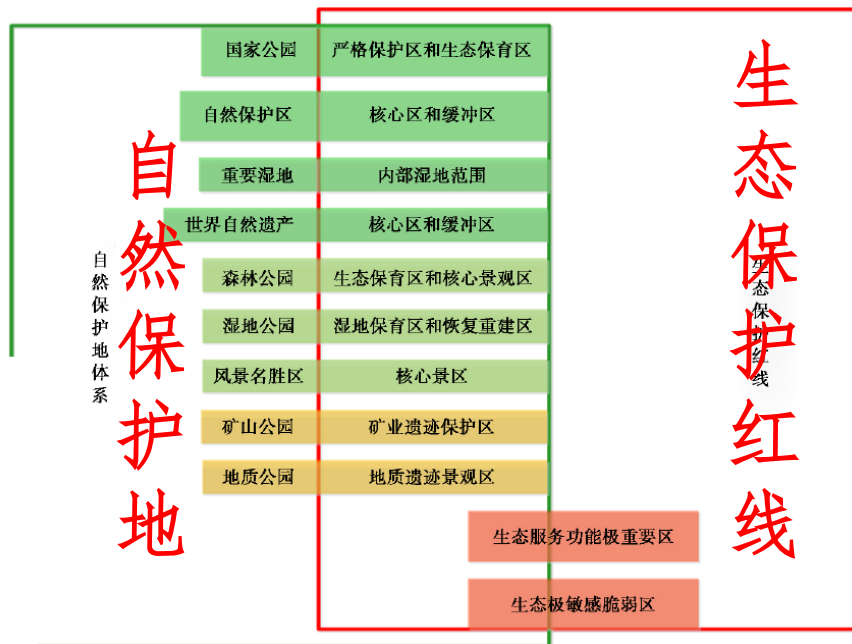 国家公园 严格保护区和生态保育区
自然保护区 核心区和缓冲区
重要湿地 内部湿地范围
世界自然遗产 核心区和缓冲区
森林公园 生态保育区和核心景观区
湿地公园 湿地保育区和恢复重建区
风景名胜区 核心景区
矿山公园 矿业遗迹保护区
地质公园 地质遗迹景观区
生态服务功能极重要区
生态极敏感脆弱区
自然保护地体系
自然保护地
生态保护红线
生态保护红线